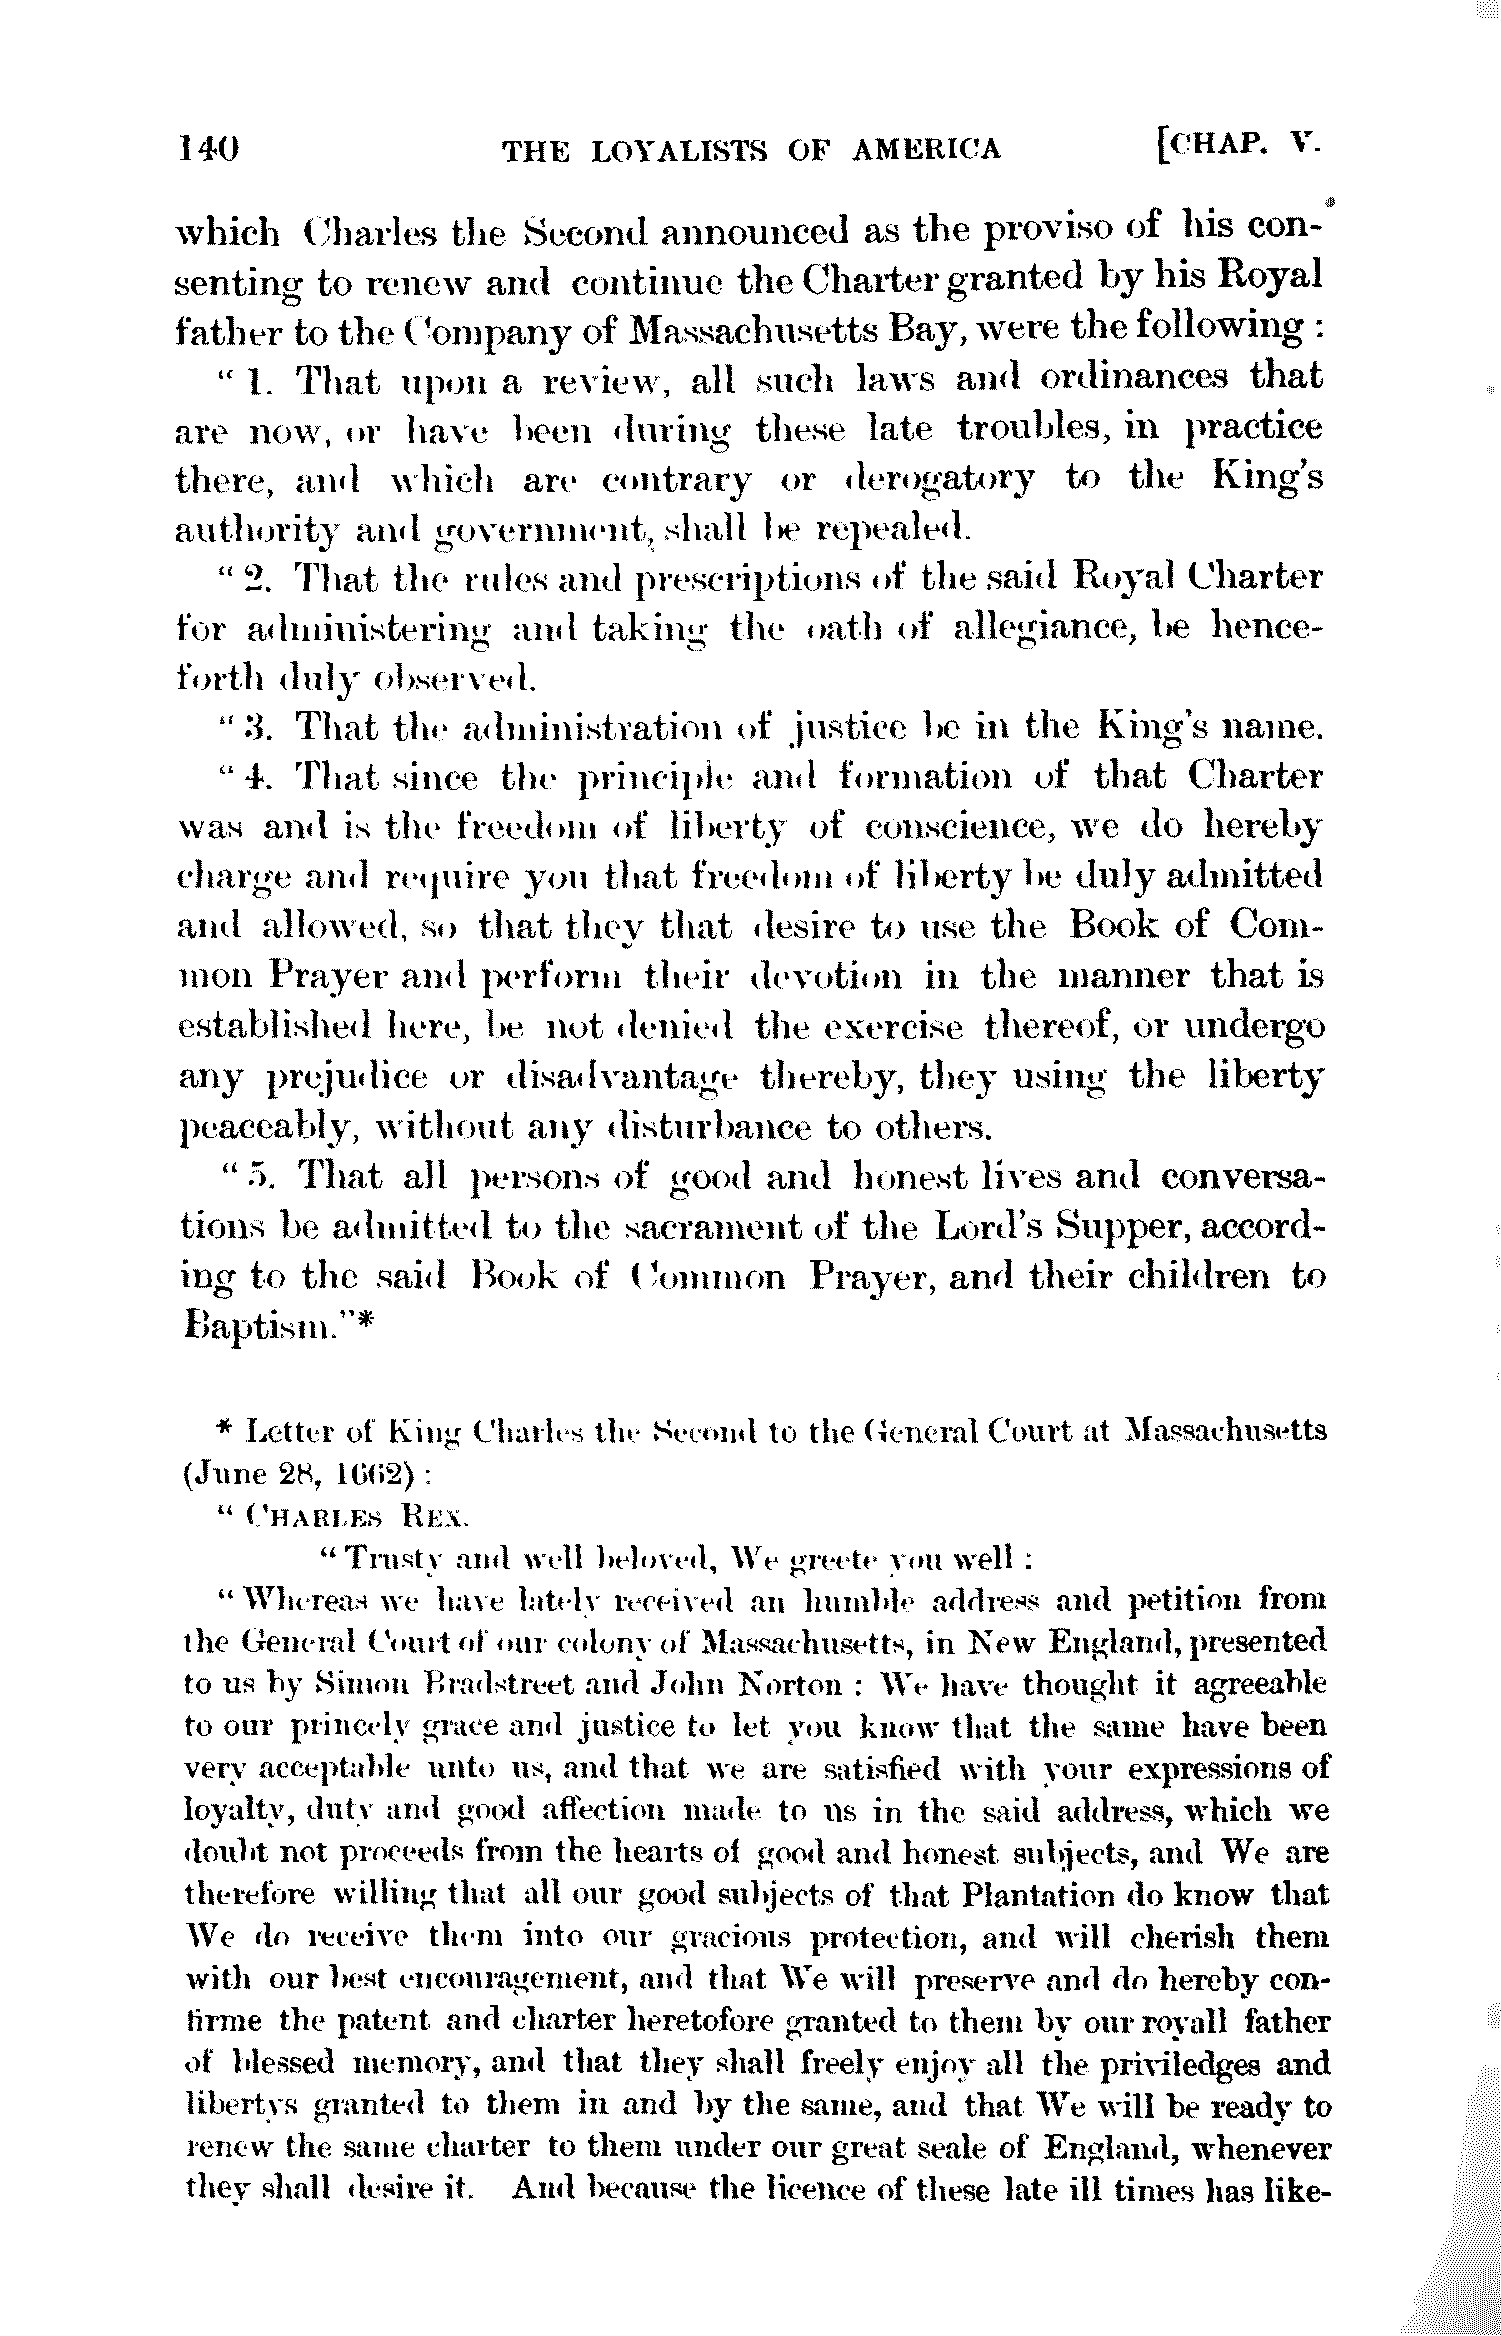 140 THE LOYALISTS OF AMERICA [CHAP. V.
which Charles the Second announced as the proviso of his con-
senting to renew and continue the Charter granted by his Royal
father to the Company of Massachusetts Bay, were the following :
" 1. That upon a review, all such laws and ordinances that
are now, or have been during these late troubles, in practice
there, and which are contrary or derogatory to the King's
authority and government, shall be repealed.
" 2. That the rules and prescriptions of the said Royal Charter
for administering and taking the oath of allegiance, be hence-
forth duly observed.
" 3. That the administration of justice be in the King's name.
" 4. That since the principle and formation of that Charter
was and is the freedom of liberty of conscience, we do hereby
charge and require you that freedom of liberty be duly admitted
and allowed, so that they that desire to use the Book of Com-
mon Prayer and perform their devotion in the manner that is
established here, be not denied the exercise thereof, or undergo
any prejudice or disadvantage thereby, they using the liberty
peaceably, without any disturbance to others.
" 5. That all persons of good and honest lives and conversa-
tions be admitted to the sacrament of the Lord's Supper, accord-
ing to the said Book of Common Prayer, and their children to
Baptism."*
* Letter of King Charles the Second to the General Court at Massachusetts
(June 28, 1662) :
" CHARLES REX.
" Trusty and well beloved, We greete you well :
" Whereas we have lately received an humble address and petition from
the General Court of our colony of Massachusetts, in New England, presented
to us by Simon Bradstreet and John Norton : We have thought it agreeable
to our princely grace and justice to let you know that the same have been
very acceptable unto us, and that we are satisfied with your expressions of
loyalty, duty and good affection made to us in the said address, which we
doubt not proceeds from the hearts of good and honest subjects, and We are
therefore willing that all our good subjects of that Plantation do know that
We do receive them into our gracious protection, and will cherish them
with our best encouragement, and that We will preserve and do hereby con-
firme the patent and charter heretofore granted to them by our royall father
of blessed memory, and that they shall freely enjoy all the priviledges and
libertys granted to them in and by the same, and that We will be ready to
renew the same charter to them under our great seale of England, whenever
they shall desire it. And because the licence of these late ill times has like-